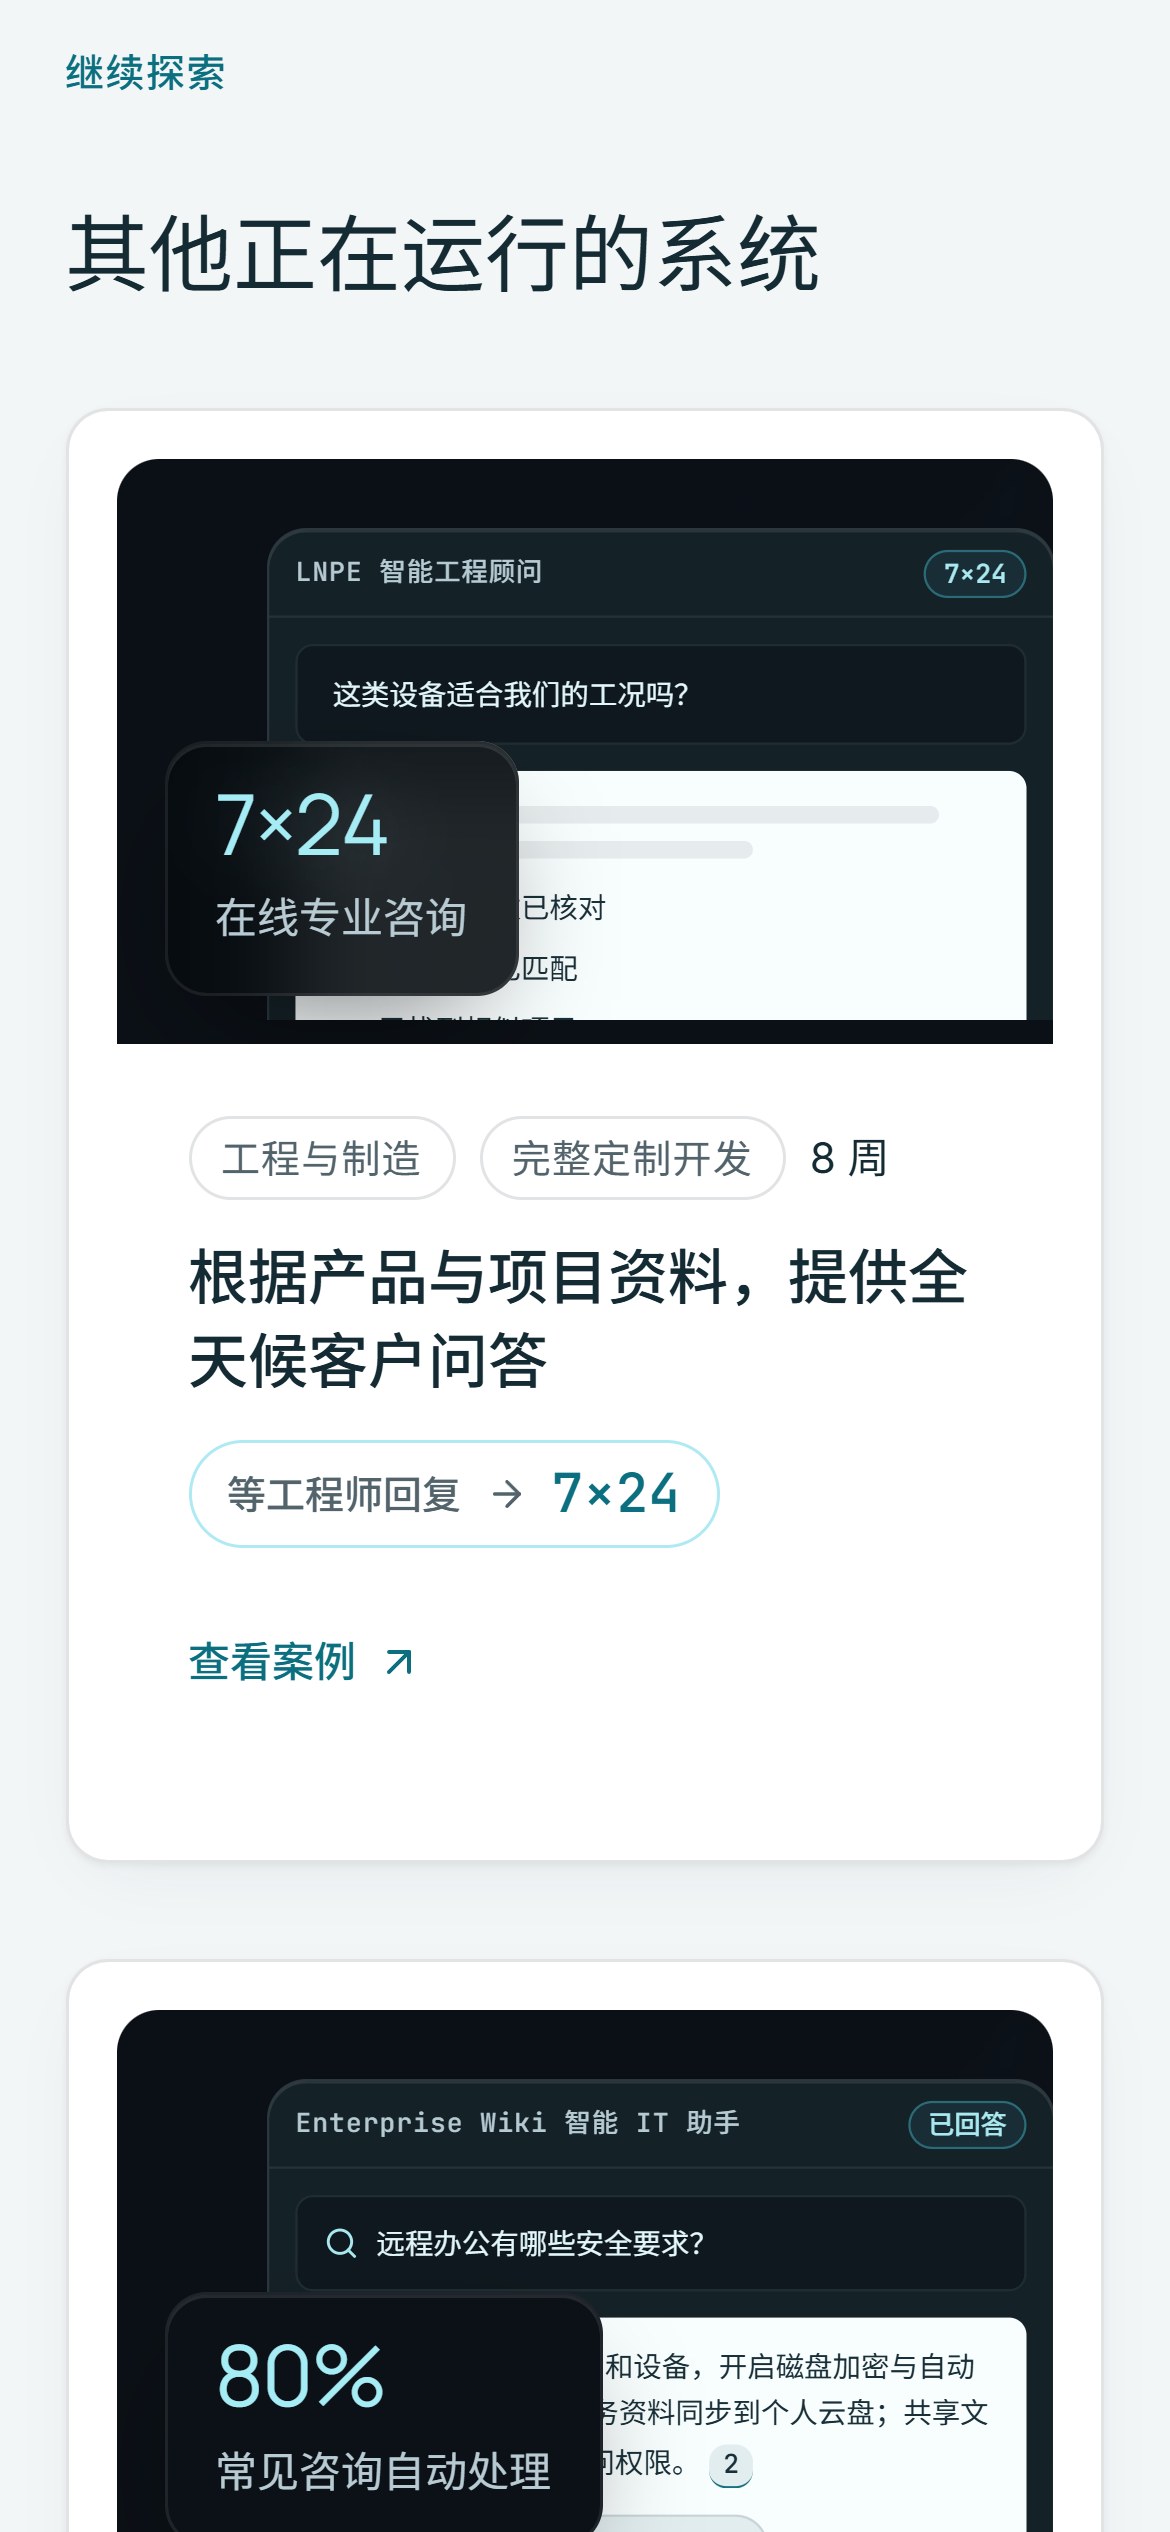 继续探索
其他正在运行的系统
LNPE 智能工程顾问
7×24
这类设备适合我们的工况吗?
7×24
在线专业咨询
已核对
匹配
工程与制造
完整定制开发
8 周
根据产品与项目资料，提供全
天候客户问答
等工程师回复 → 7×24
查看案例
Enterprise Wiki 智能 IT 助手
已回答
远程办公有哪些安全要求?
80%
常见咨询自动处理
和设备，开启磁盘加密与自动
资料同步到个人云盘；共享文
权限。 2